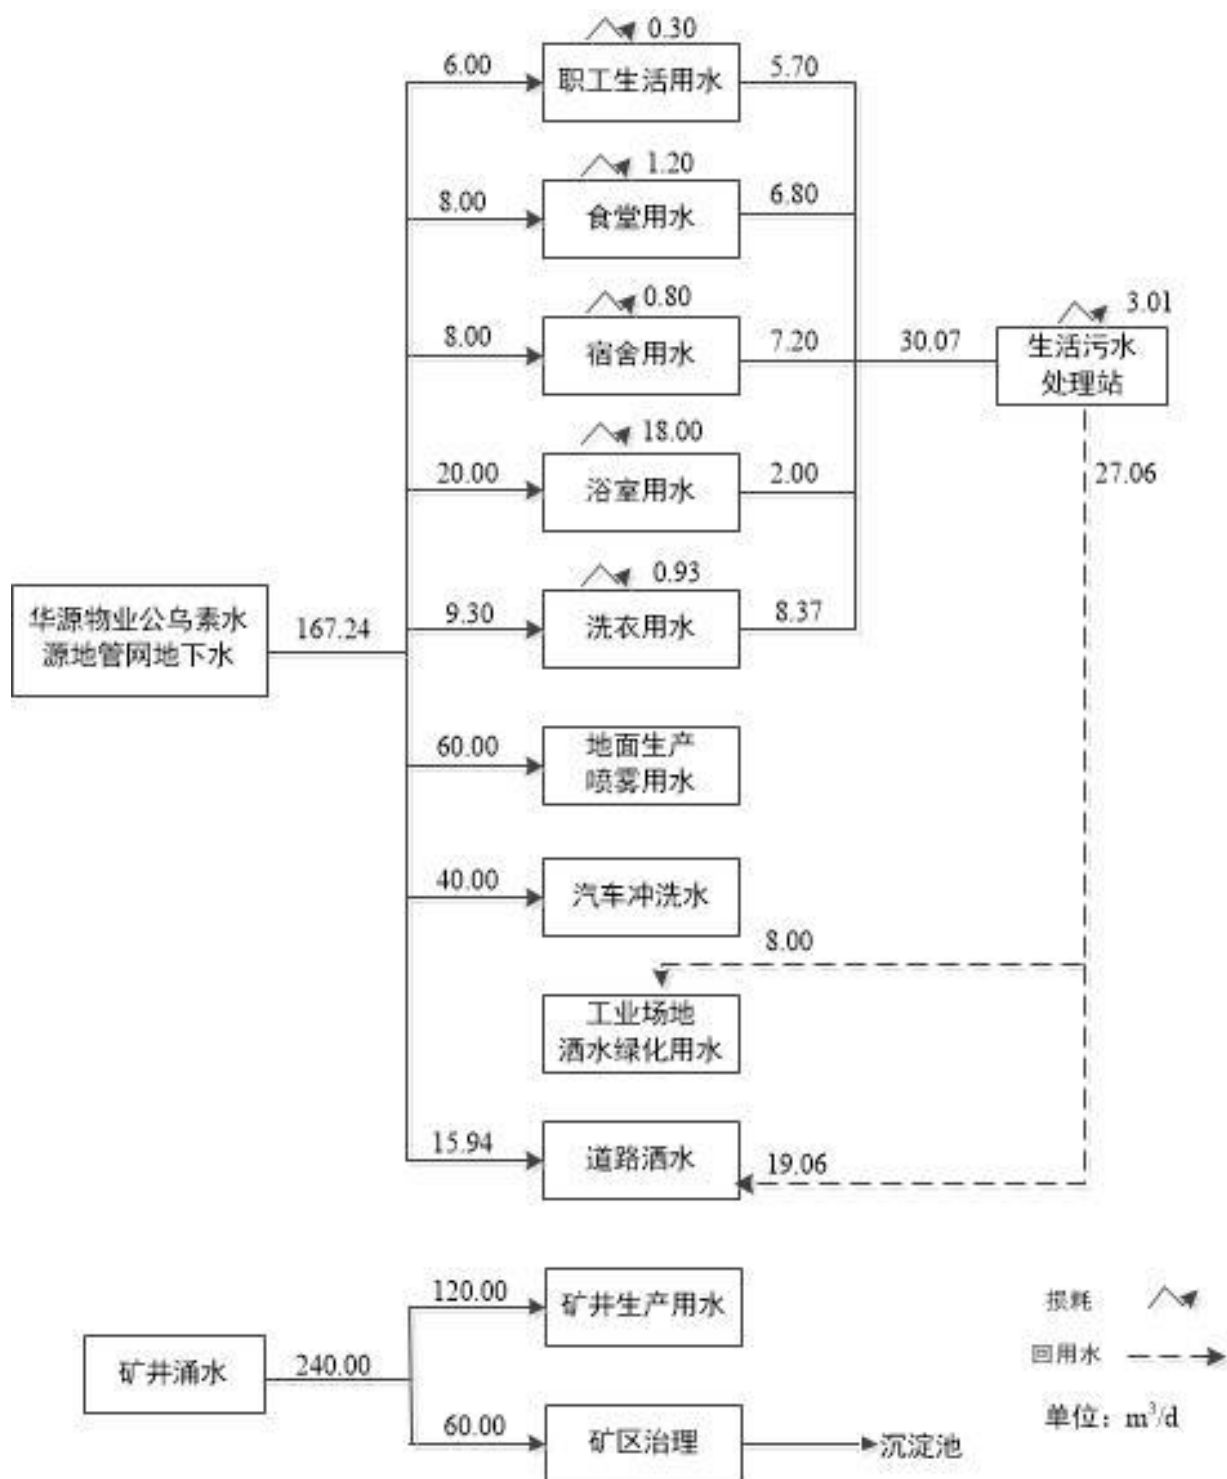 0.30
6.00
职工生活用水
5.70
1.20
8.00
食堂用水
6.80
0.80
8.00
宿舍用水
7.20
30.07
3.01
生活污水
处理站
18.00
20.00
浴室用水
2.00
27.06
华源物业公乌素水
源地管网地下水
167.24
0.93
9.30
洗衣用水
8.37
60.00
地面生产
喷雾用水
40.00
汽车冲洗水
8.00
工业场地
洒水绿化用水
15.94
道路洒水
19.06
矿井涌水
240.00
120.00
矿井生产用水
60.00
矿区治理
沉淀池
损耗
回用水
单位：m³/d